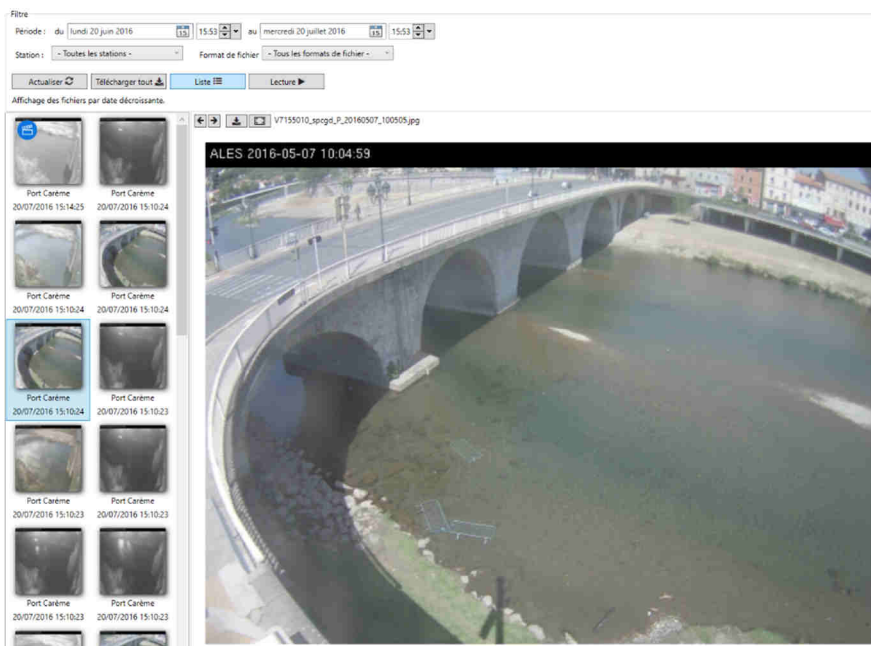 Filtre
Période : du lundi 20 juin 2016 15 15:53 au mercredi 20 juillet 2016 15 15:53
Station : - Toutes les stations - Format de fichier - Tous les formats de fichier -
Actualiser Télécharger tout Liste Lecture
Affichage des fichiers par date décroissante.
V7155010_spcgd_P_20160507_100505.jpg
ALES 2016-05-07 10:04:59
Port Carème Port Carème
20/07/2016 15:14:25 20/07/2016 15:10:24
Port Carème Port Carème
20/07/2016 15:10:24 20/07/2016 15:10:24
Port Carème Port Carème
20/07/2016 15:10:24 20/07/2016 15:10:23
Port Carème Port Carème
20/07/2016 15:10:23 20/07/2016 15:10:23
Port Carème Port Carème
20/07/2016 15:10:23 20/07/2016 15:10:23